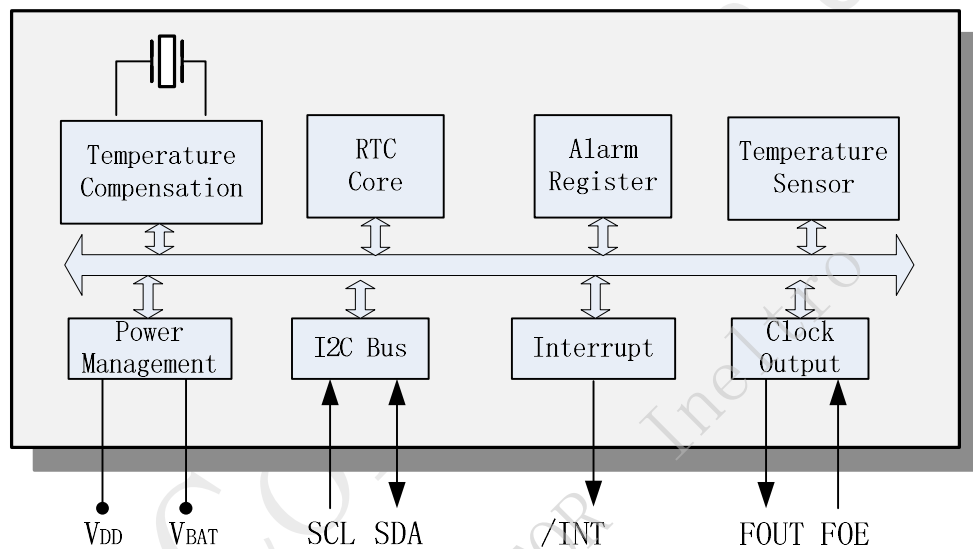 Temperature
Compensation
RTC
Core
Alarm
Register
Temperature
Sensor
Power
Management
I2C Bus
Interrupt
Clock
Output
VDD
VBAT
SCL SDA
/INT
FOUT FOE
Ineltro